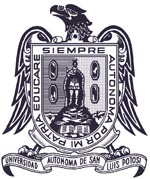 SIEMPRE AUTONOMA
POR MI PATRIA EDUCARE
UNIVERSIDAD AUTONOMA DE SAN LUIS POTOSI